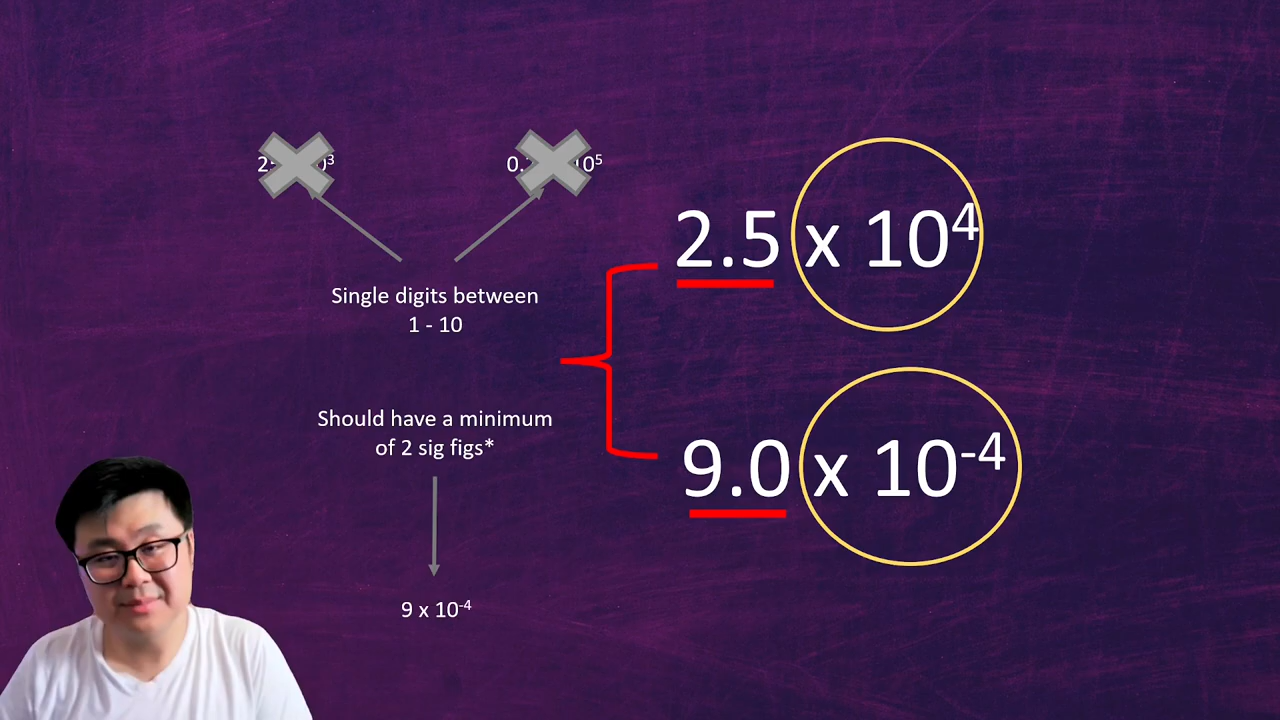 2.5 x 10⁴
9.0 x 10⁻⁴
Single digits between
1 - 10
Should have a minimum
of 2 sig figs*
9 x 10⁻⁴